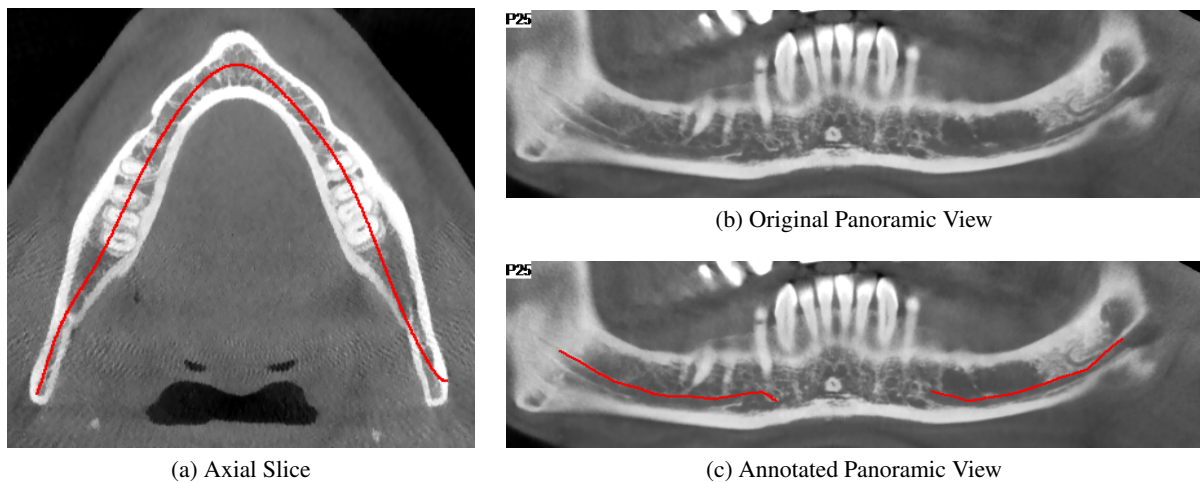 P25
(b) Original Panoramic View
P25
(a) Axial Slice
(c) Annotated Panoramic View